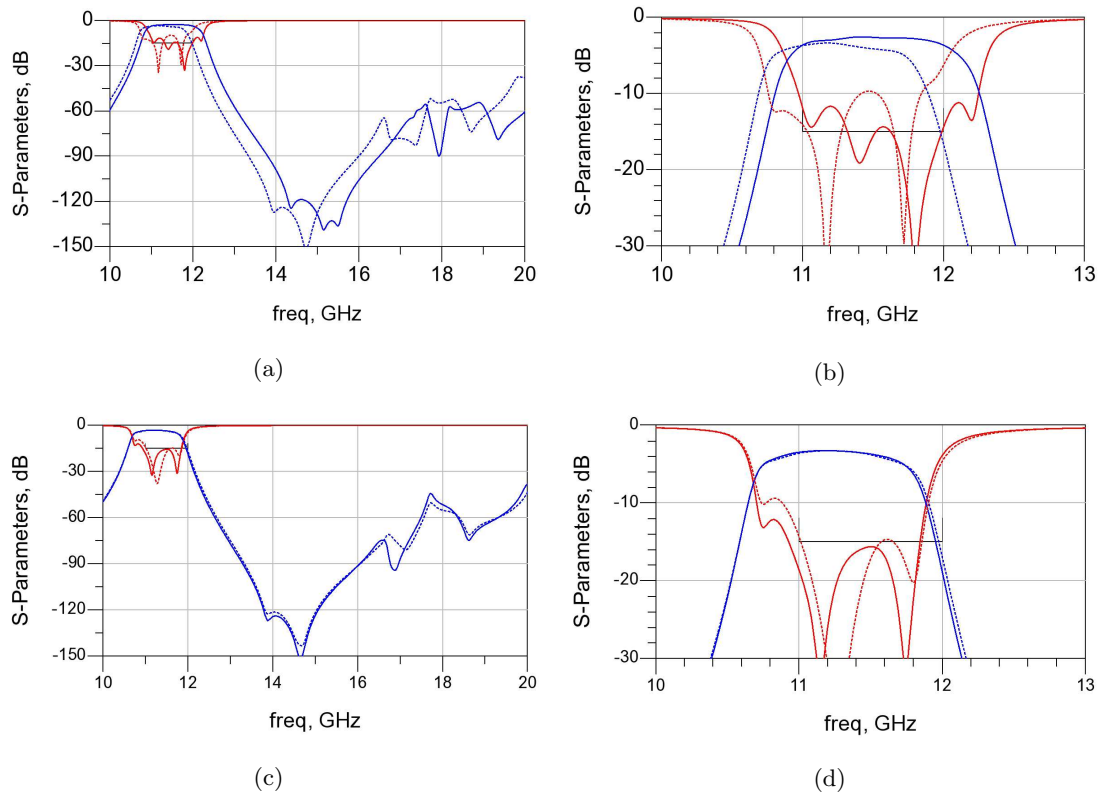 0
-30
-60
-90
-120
-150
S-Parameters, dB
10 12 14 16 18 20
freq, GHz
(a)
0
-10
-20
-30
S-Parameters, dB
10 11 12 13
freq, GHz
(b)
0
-30
-60
-90
-120
-150
S-Parameters, dB
10 12 14 16 18 20
freq, GHz
(c)
0
-10
-20
-30
S-Parameters, dB
10 11 12 13
freq, GHz
(d)